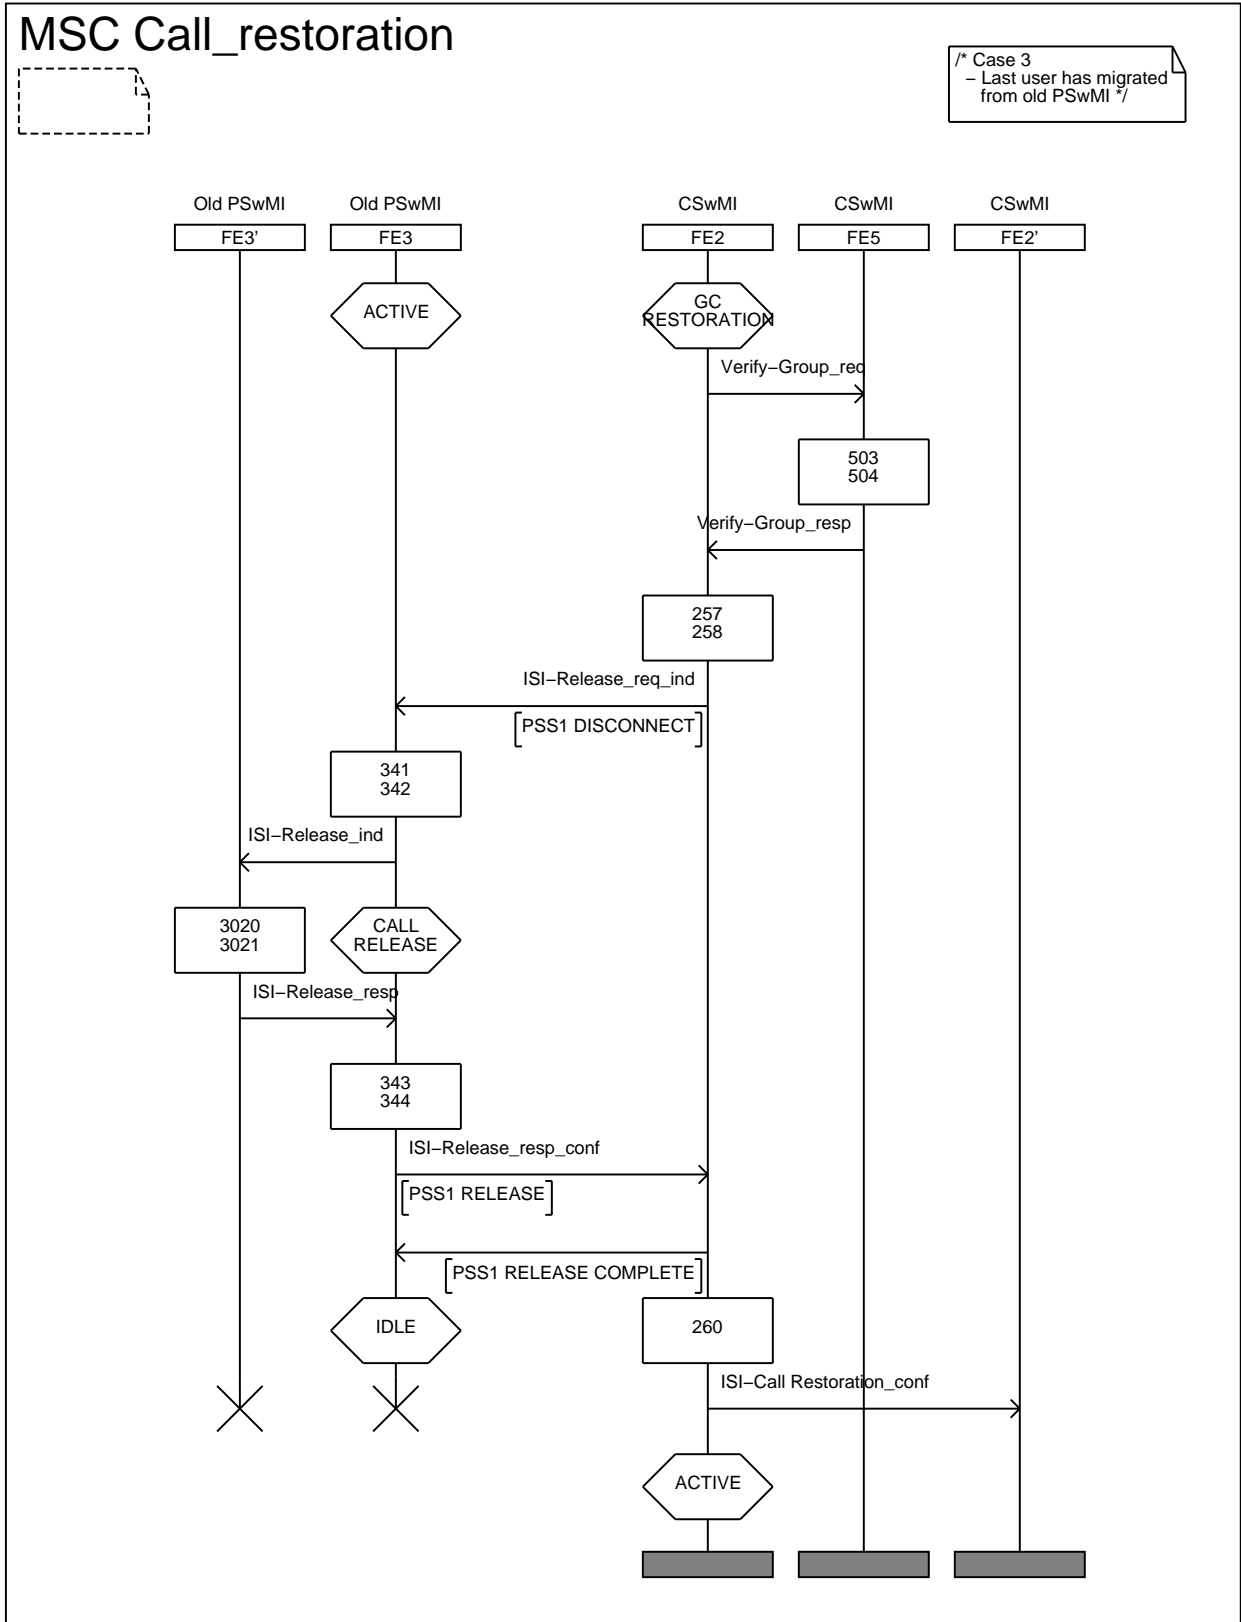 MSC Call_restoration
/* Case 3
– Last user has migrated
from old PSwMI */
Old PSwMI
Old PSwMI
CSwMI
CSwMI
CSwMI
FE3'
FE3
FE2
FE5
FE2'
ACTIVE
GC
RESTORATION
Verify–Group_req
503
504
Verify–Group_resp
257
258
ISI–Release_req_ind
PSS1 DISCONNECT
341
342
ISI–Release_ind
3020
3021
CALL
RELEASE
ISI–Release_resp
343
344
ISI–Release_resp_conf
PSS1 RELEASE
PSS1 RELEASE COMPLETE
IDLE
260
ISI–Call Restoration_conf
ACTIVE